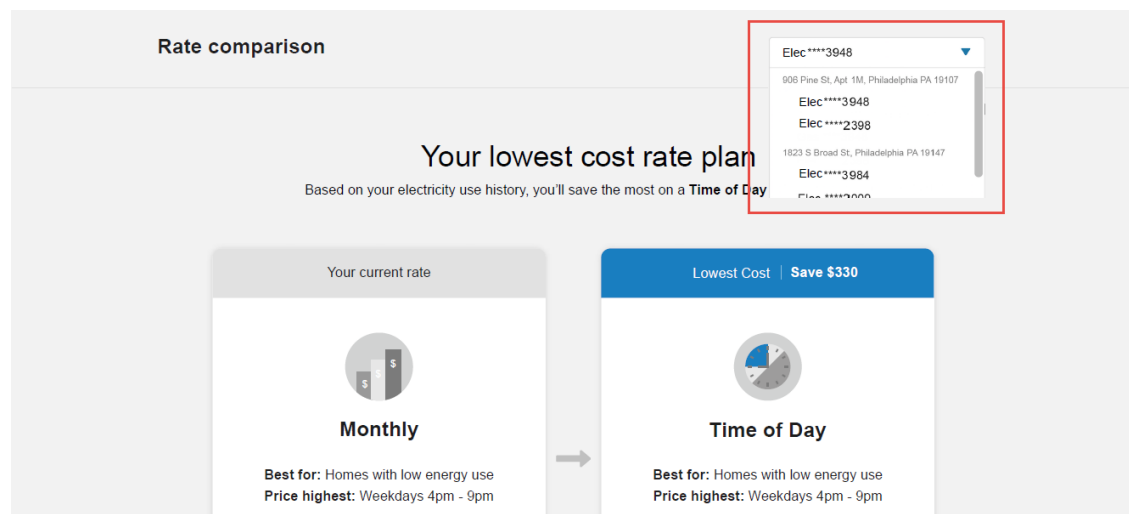 Rate comparison
Elec****3948
906 Pine St, Apt 1M, Philadelphia PA 19107
Elec****3948
Elec****2398
1823 S Broad St, Philadelphia PA 19147
Elec****3984
Your lowest cost rate plan
Based on your electricity use history, you'll save the most on a Time of Day
Your current rate
Lowest Cost | Save $330
$ $ $
Monthly
Time of Day
Best for: Homes with low energy use
Price highest: Weekdays 4pm - 9pm
Best for: Homes with low energy use
Price highest: Weekdays 4pm - 9pm